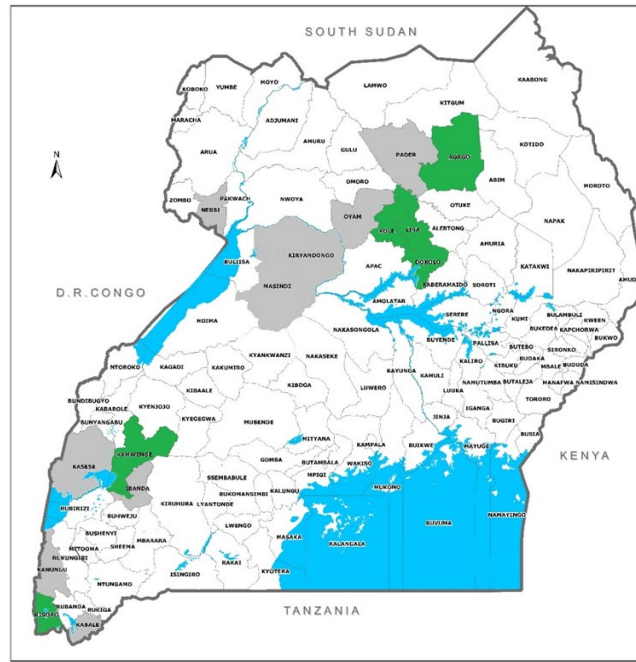 SOUTH SUDAN
KAABONG
MOYO
YUMBE
KOBOKO
LAMWO
KITGUM
MARACHA
ADJUMANI
ARUA
AMURU
GULU
PADER
KOTIDO
ABIM
MOROTO
N
ZOMBO
PAKWACH
NEBBI
NWOYA
OMORO
OTUKE
OYAM
KOLE
LIRA
ALEBTONG
NAPAK
AMURIA
KIRYANDONGO
DOKOLO
BULIISA
MASINDI
APAC
KABERAMAIDO
SOROTI
KATAKWI
NAKAPIRIPIRIT
AMUD
D.R.CONGO
AMOLATAR
HOIMA
NAKASONGOLA
SEREBE
BUYENDE
NGORA
KUMI
BULAMBULI
KWEEN
BUKEDEA
KAPCHORWA
BUKWO
PALLISA
BUTEBO
SIRONKO
KALIRO
BUDAKA
KIBUKU
MBALE
BUDUDA
NTOROKO
KAGADI
KAKUMIRO
KYANKWANZI
NAKASEKE
KAYUNGA
KAMULI
NAMUTUMBA
BUTALEJA
MANAFWA
NAMISINDWA
KIBAALE
KIBOGA
LUWERO
LUUKA
TORORO
BUNDIBUGYO
KABAROLE
KYENJOJO
BUNYANGABU
KYEGEGWA
MUBENDE
IGANGA
JINJA
BUGIRI
MITYANA
KAMPALA
BUIKWE
MAYUGE
BUSIA
KAMWENGE
GOMBA
BUTAMBALA
WAKISO
KENYA
KASESE
IBANDA
SSEMBABULE
MPIGI
MUKONO
KIRUHURA
LYANTONDE
BUKOMANSIMBI
KALUNGU
RUBIRIZI
BUHWEJU
BUVUMA
NAMAYINGO
BUSHENYI
LWENGO
MITOOMA
SHEEMA
MBARARA
MASAKA
KALANGALA
RUKUNGIRI
RAKAI
KANUNGU
ISINGIRO
KYOTERA
NTUNGAMO
RUBANDA
RUKIGA
KISORO
KABALE
TANZANIA